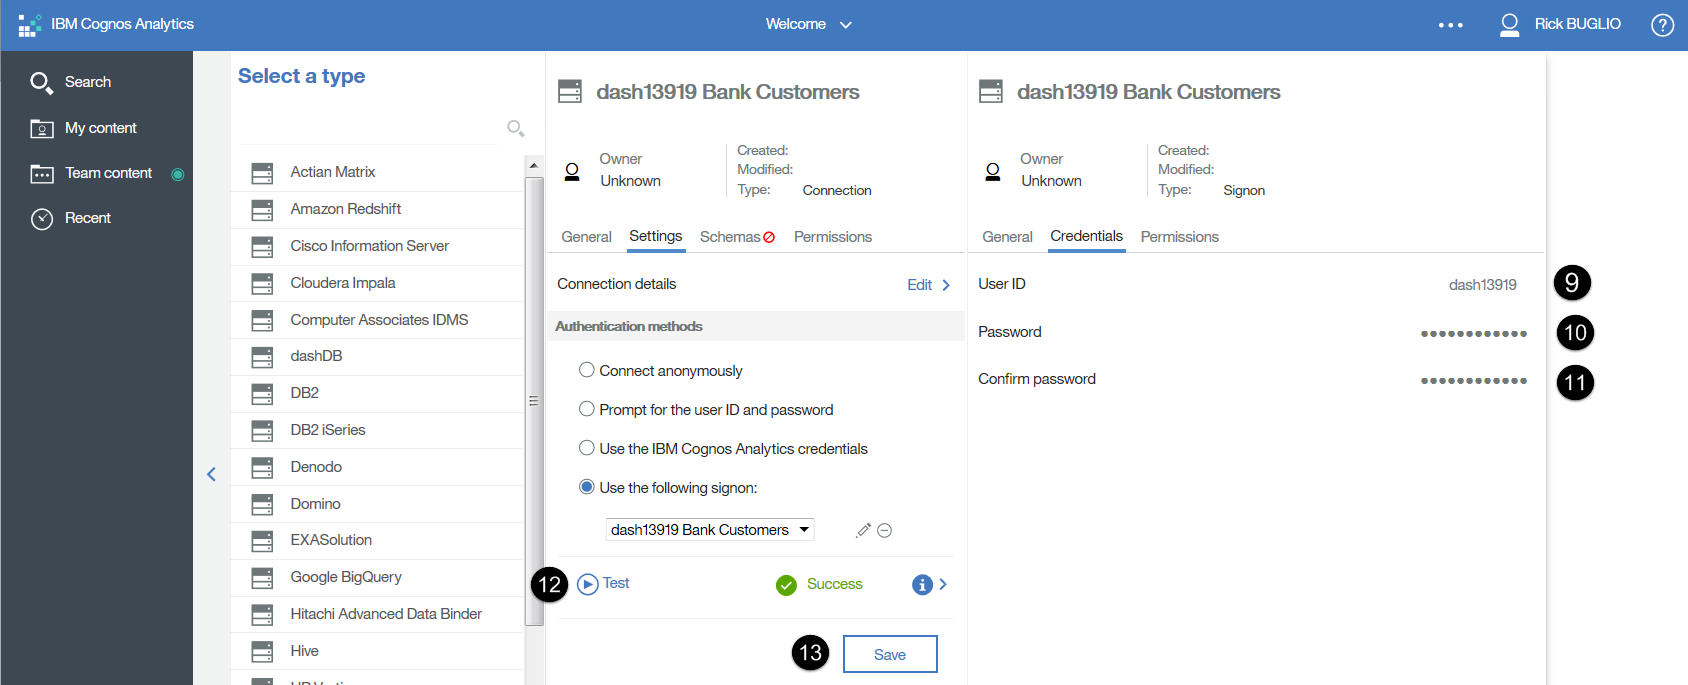 IBM Cognos Analytics
Welcome
Rick BUGLIO
Search
My content
Team content
Recent
Select a type
Actian Matrix
Amazon Redshift
Cisco Information Server
Cloudera Impala
Computer Associates IDMS
dashDB
DB2
DB2 iSeries
Denodo
Domino
EXASolution
Google BigQuery
Hitachi Advanced Data Binder
Hive
dash13919 Bank Customers
Owner
Unknown
Created:
Modified:
Type: Connection
General Settings Schemas Permissions
Connection details Edit
Authentication methods
Connect anonymously
Prompt for the user ID and password
Use the IBM Cognos Analytics credentials
Use the following signon:
dash13919 Bank Customers
12 Test Success
13 Save
dash13919 Bank Customers
Owner
Unknown
Created:
Modified:
Type: Signon
General Credentials Permissions
User ID dash13919 9
Password 10
Confirm password 11